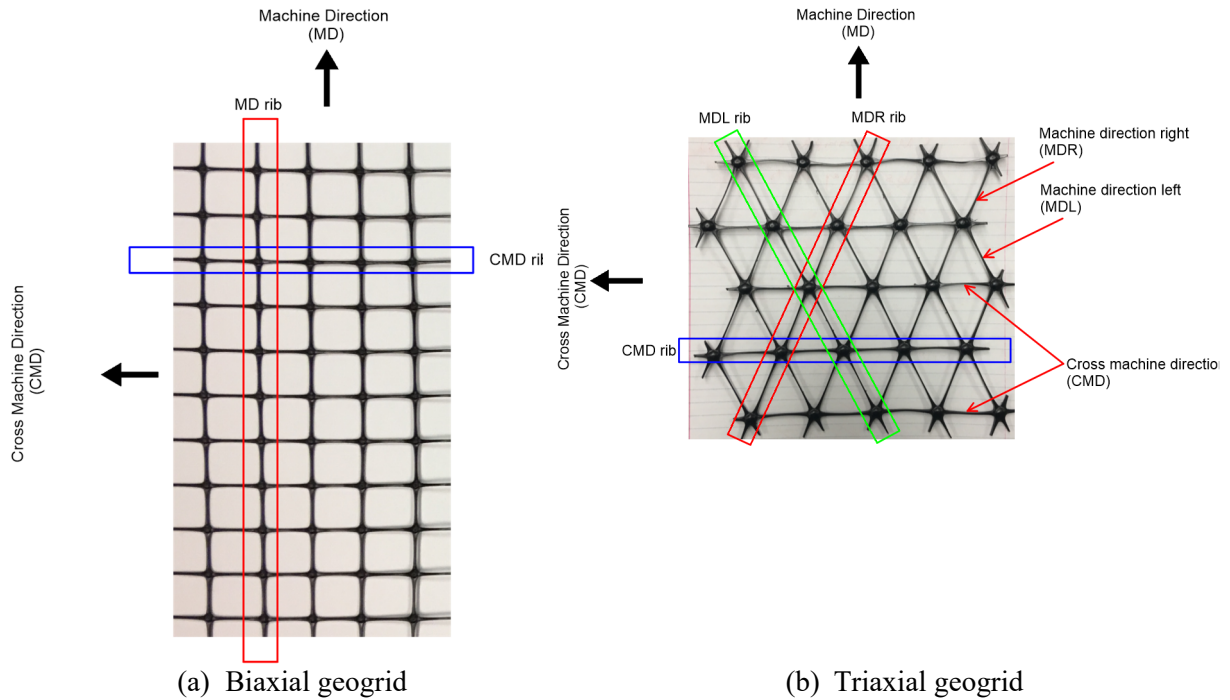 Machine Direction
(MD)
MD rib
CMD ril
Cross Machine Direction
(CMD)
(a) Biaxial geogrid
Machine Direction
(MD)
MDL rib
MDR rib
Machine direction right
(MDR)
Machine direction left
(MDL)
Cross Machine Direction
(CMD)
CMD rib
Cross machine direction
(CMD)
(b) Triaxial geogrid